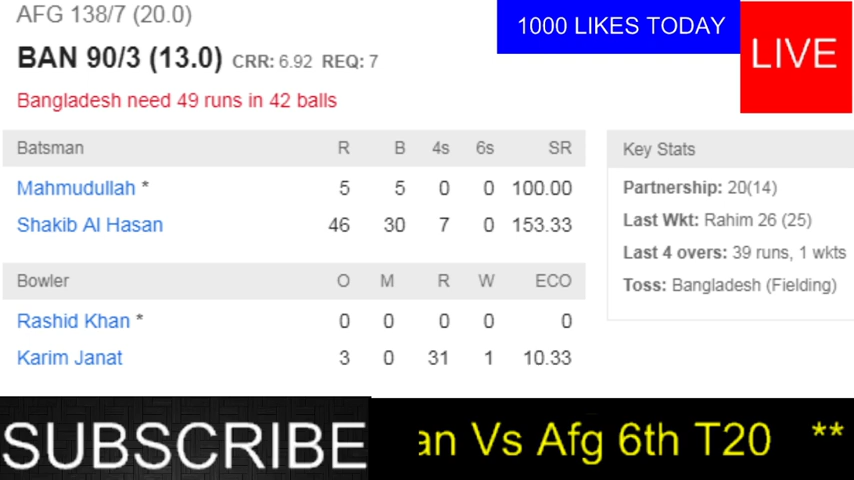 AFG 138/7 (20.0)
1000 LIKES TODAY
LIVE
BAN 90/3 (13.0) CRR: 6.92 REQ: 7
Bangladesh need 49 runs in 42 balls
Batsman R B 4s 6s SR
Mahmudullah * 5 5 0 0 100.00
Shakib Al Hasan 46 30 7 0 153.33
Bowler O M R W ECO
Rashid Khan * 0 0 0 0 0
Karim Janat 3 0 31 1 10.33
Key Stats
Partnership: 20(14)
Last Wkt: Rahim 26 (25)
Last 4 overs: 39 runs, 1 wkts
Toss: Bangladesh (Fielding)
SUBSCRIBE
an Vs Afg 6th T20 **